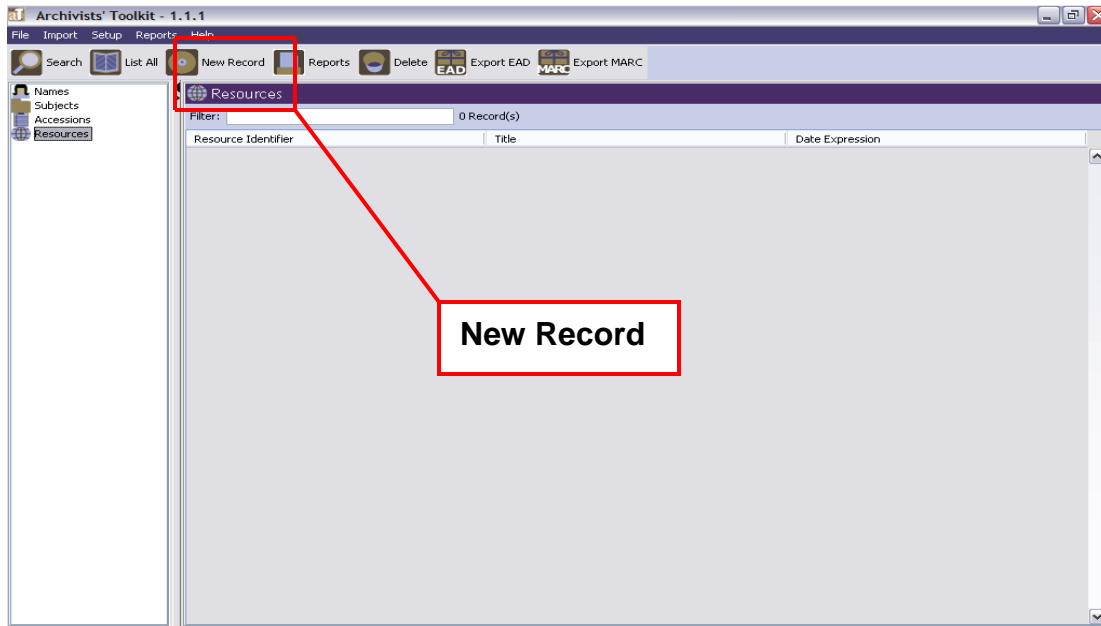 Archivists' Toolkit - 1.1.1
File Import Setup Reports Help
Search List All New Record Reports Delete EAD Export EAD MARC Export MARC
Names
Subjects
Accessions
Resources
Resources
Filter: 0 Record(s)
Resource Identifier Title Date Expression
New Record